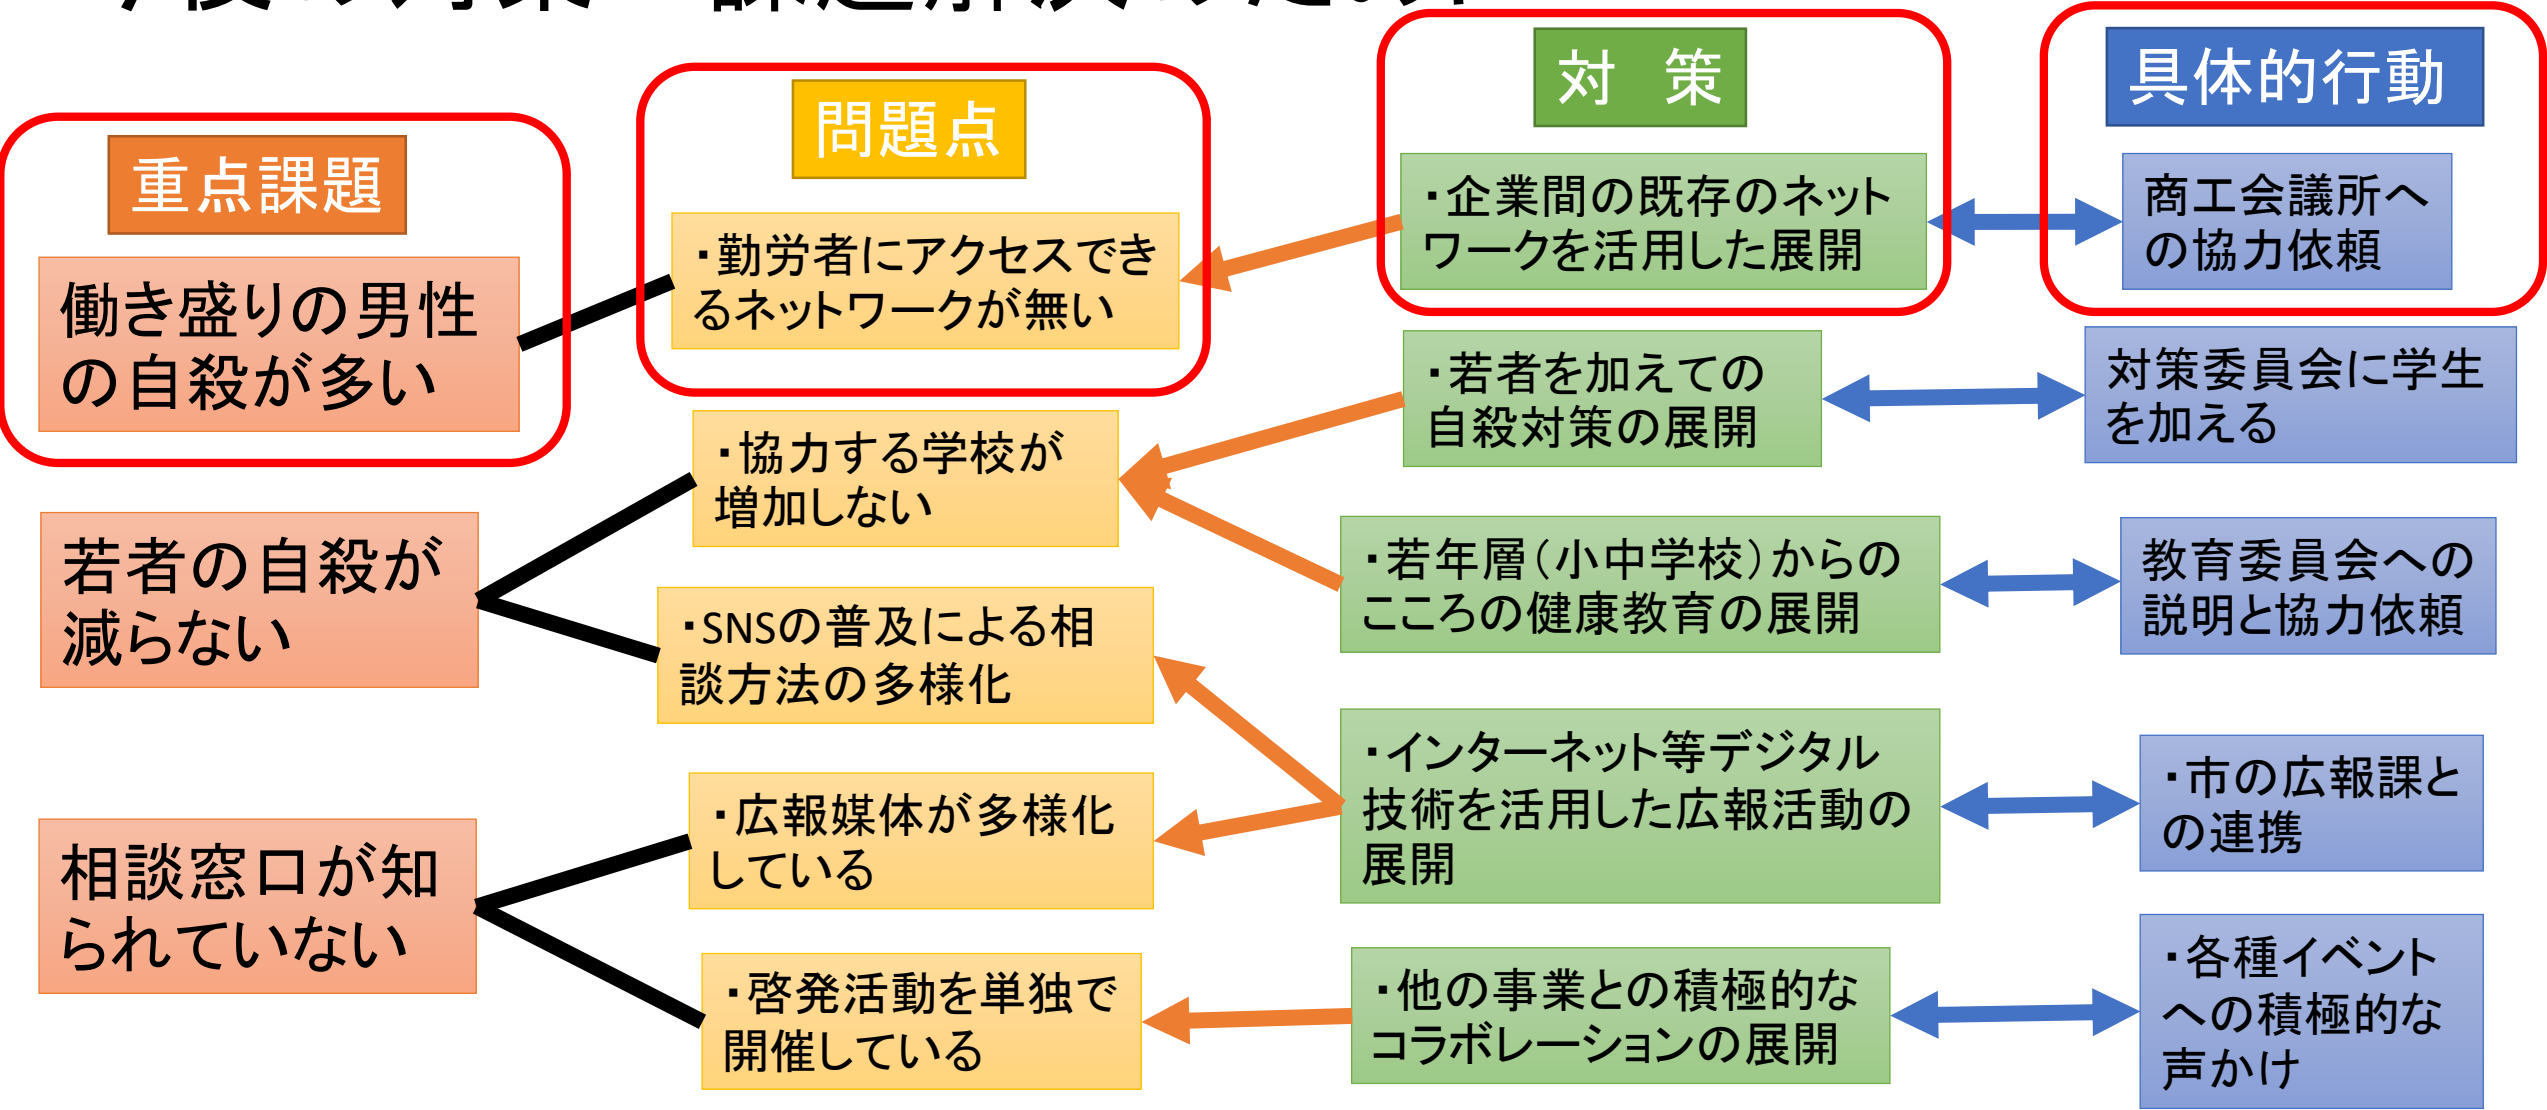 重点課題
働き盛りの男性
の自殺が多い
若者の自殺が
減らない
相談窓口が知
られていない
問題点
・勤労者にアクセスでき
るネットワークが無い
・協力する学校が
増加しない
・SNSの普及による相
談方法の多様化
・広報媒体が多様化
している
・啓発活動を単独で
開催している
対　策
・企業間の既存のネット
ワークを活用した展開
・若者を加えての
自殺対策の展開
・若年層（小中学校）からの
こころの健康教育の展開
・インターネット等デジタル
技術を活用した広報活動の
展開
・他の事業との積極的な
コラボレーションの展開
具体的行動
商工会議所へ
の協力依頼
対策委員会に学生
を加える
教育委員会への
説明と協力依頼
・市の広報課と
の連携
・各種イベント
への積極的な
声かけ